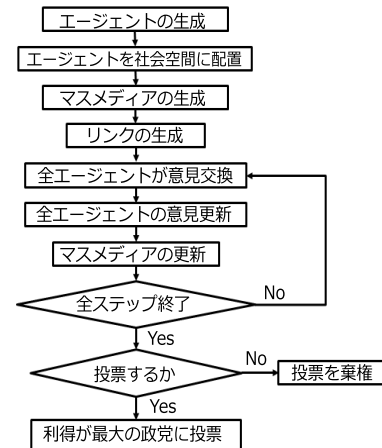 エージェントの生成
エージェントを社会空間に配置
マスメディアの生成
リンクの生成
全エージェントが意見交換
全エージェントの意見更新
マスメディアの更新
全ステップ終了
No
Yes
投票するか
No
投票を棄権
Yes
利得が最大の政党に投票